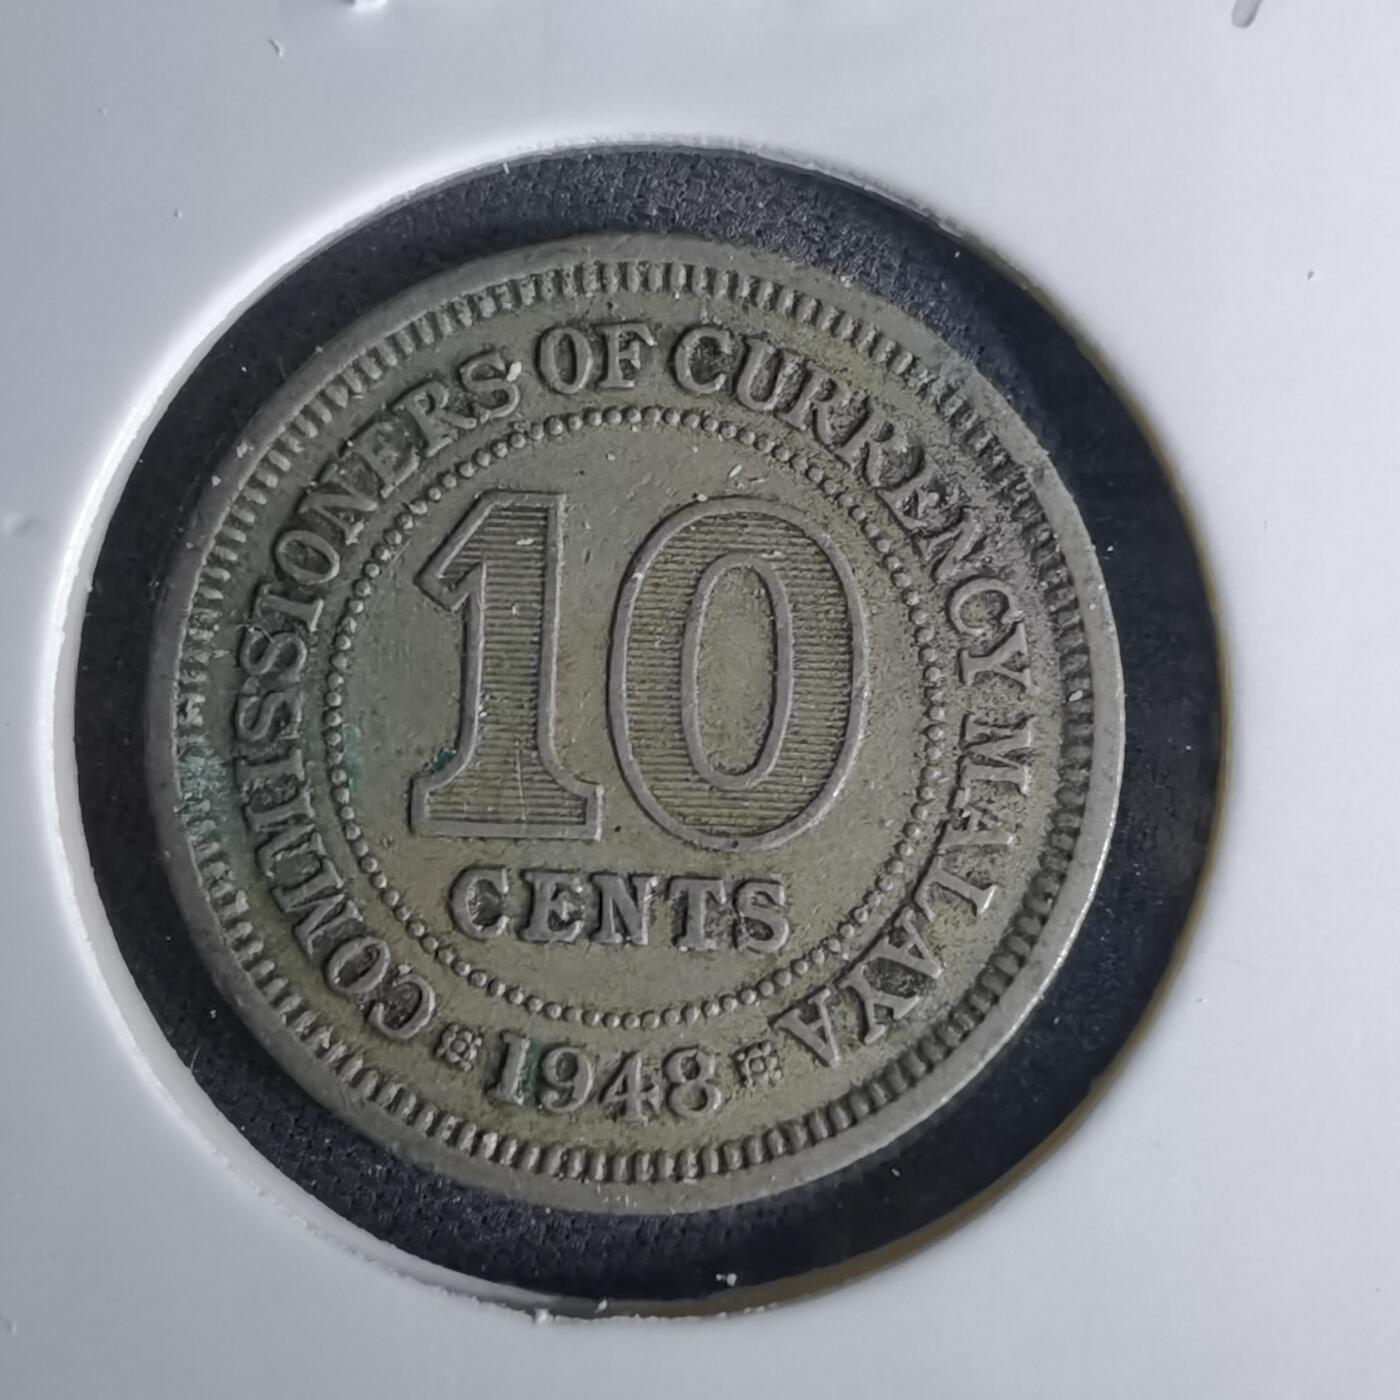 COMMISSIONERS OF CURRENCY MALAYA
10
CENTS
1948